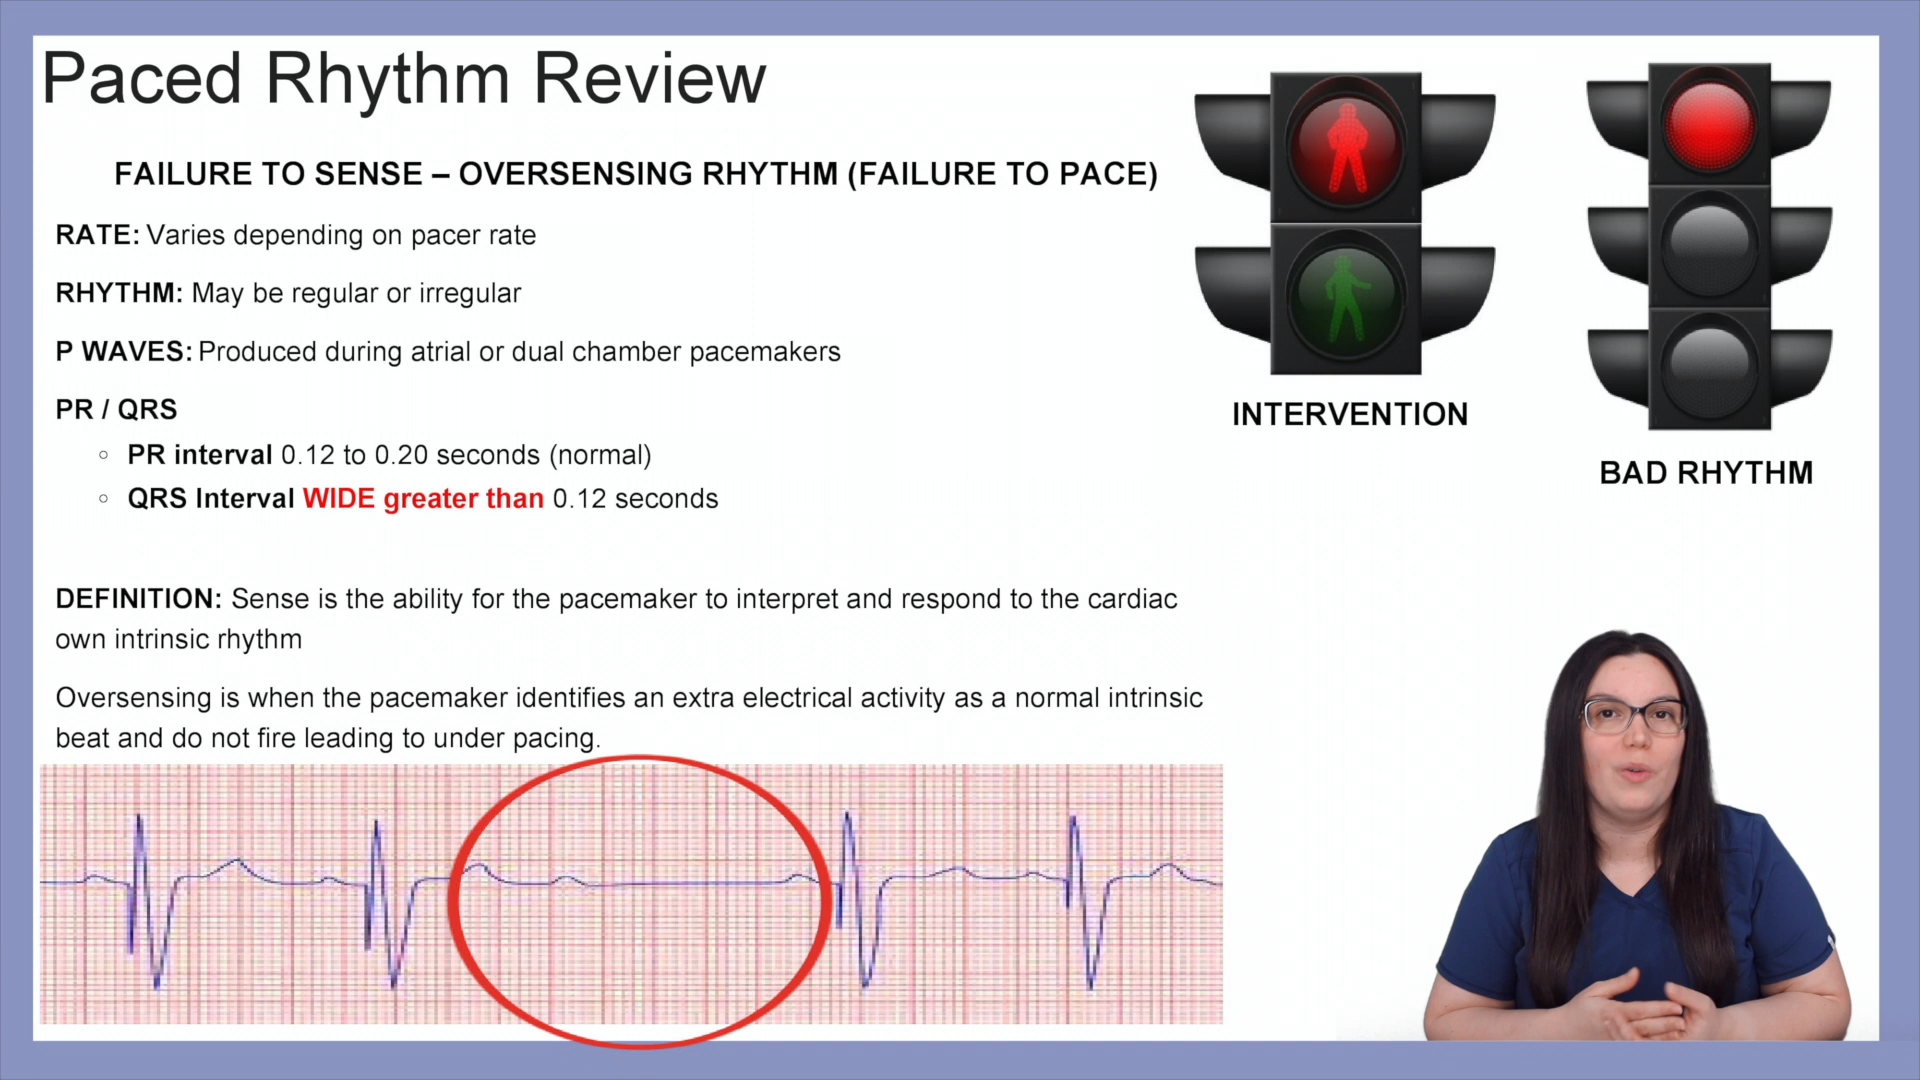 Paced Rhythm Review
FAILURE TO SENSE – OVERSENSING RHYTHM (FAILURE TO PACE)
RATE: Varies depending on pacer rate
RHYTHM: May be regular or irregular
P WAVES: Produced during atrial or dual chamber pacemakers
PR / QRS
○ PR interval 0.12 to 0.20 seconds (normal)
○ QRS Interval WIDE greater than 0.12 seconds
DEFINITION: Sense is the ability for the pacemaker to interpret and respond to the cardiac
own intrinsic rhythm
Oversensing is when the pacemaker identifies an extra electrical activity as a normal intrinsic
beat and do not fire leading to under pacing.
INTERVENTION
BAD RHYTHM